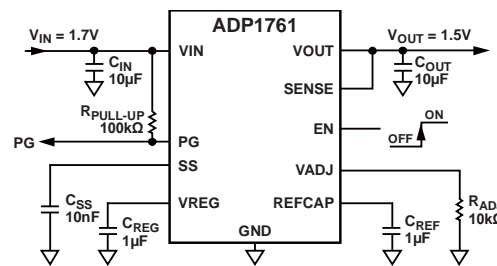 ADP1761
VIN = 1.7V
VIN
VOUT
VOUT = 1.5V
CIN
10µF
COUT
10µF
SENSE
RPULL-UP
100kΩ
EN
ON
OFF
PG
PG
SS
VADJ
CSS
10nF
VREG
REFCAP
RADJ
10kΩ
CREG
1µF
CREF
1µF
GND